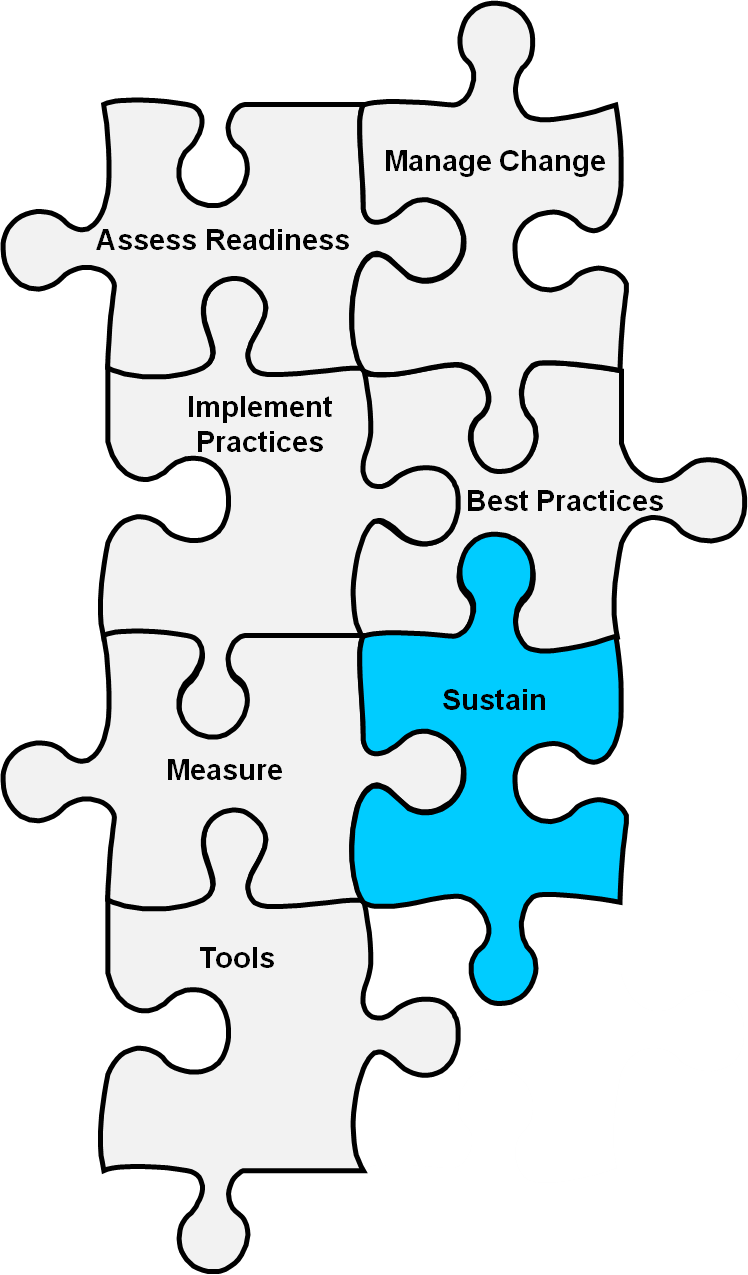 Manage Change
Assess Readiness
Implement
Practices
Best Practices
Sustain
Measure
Tools